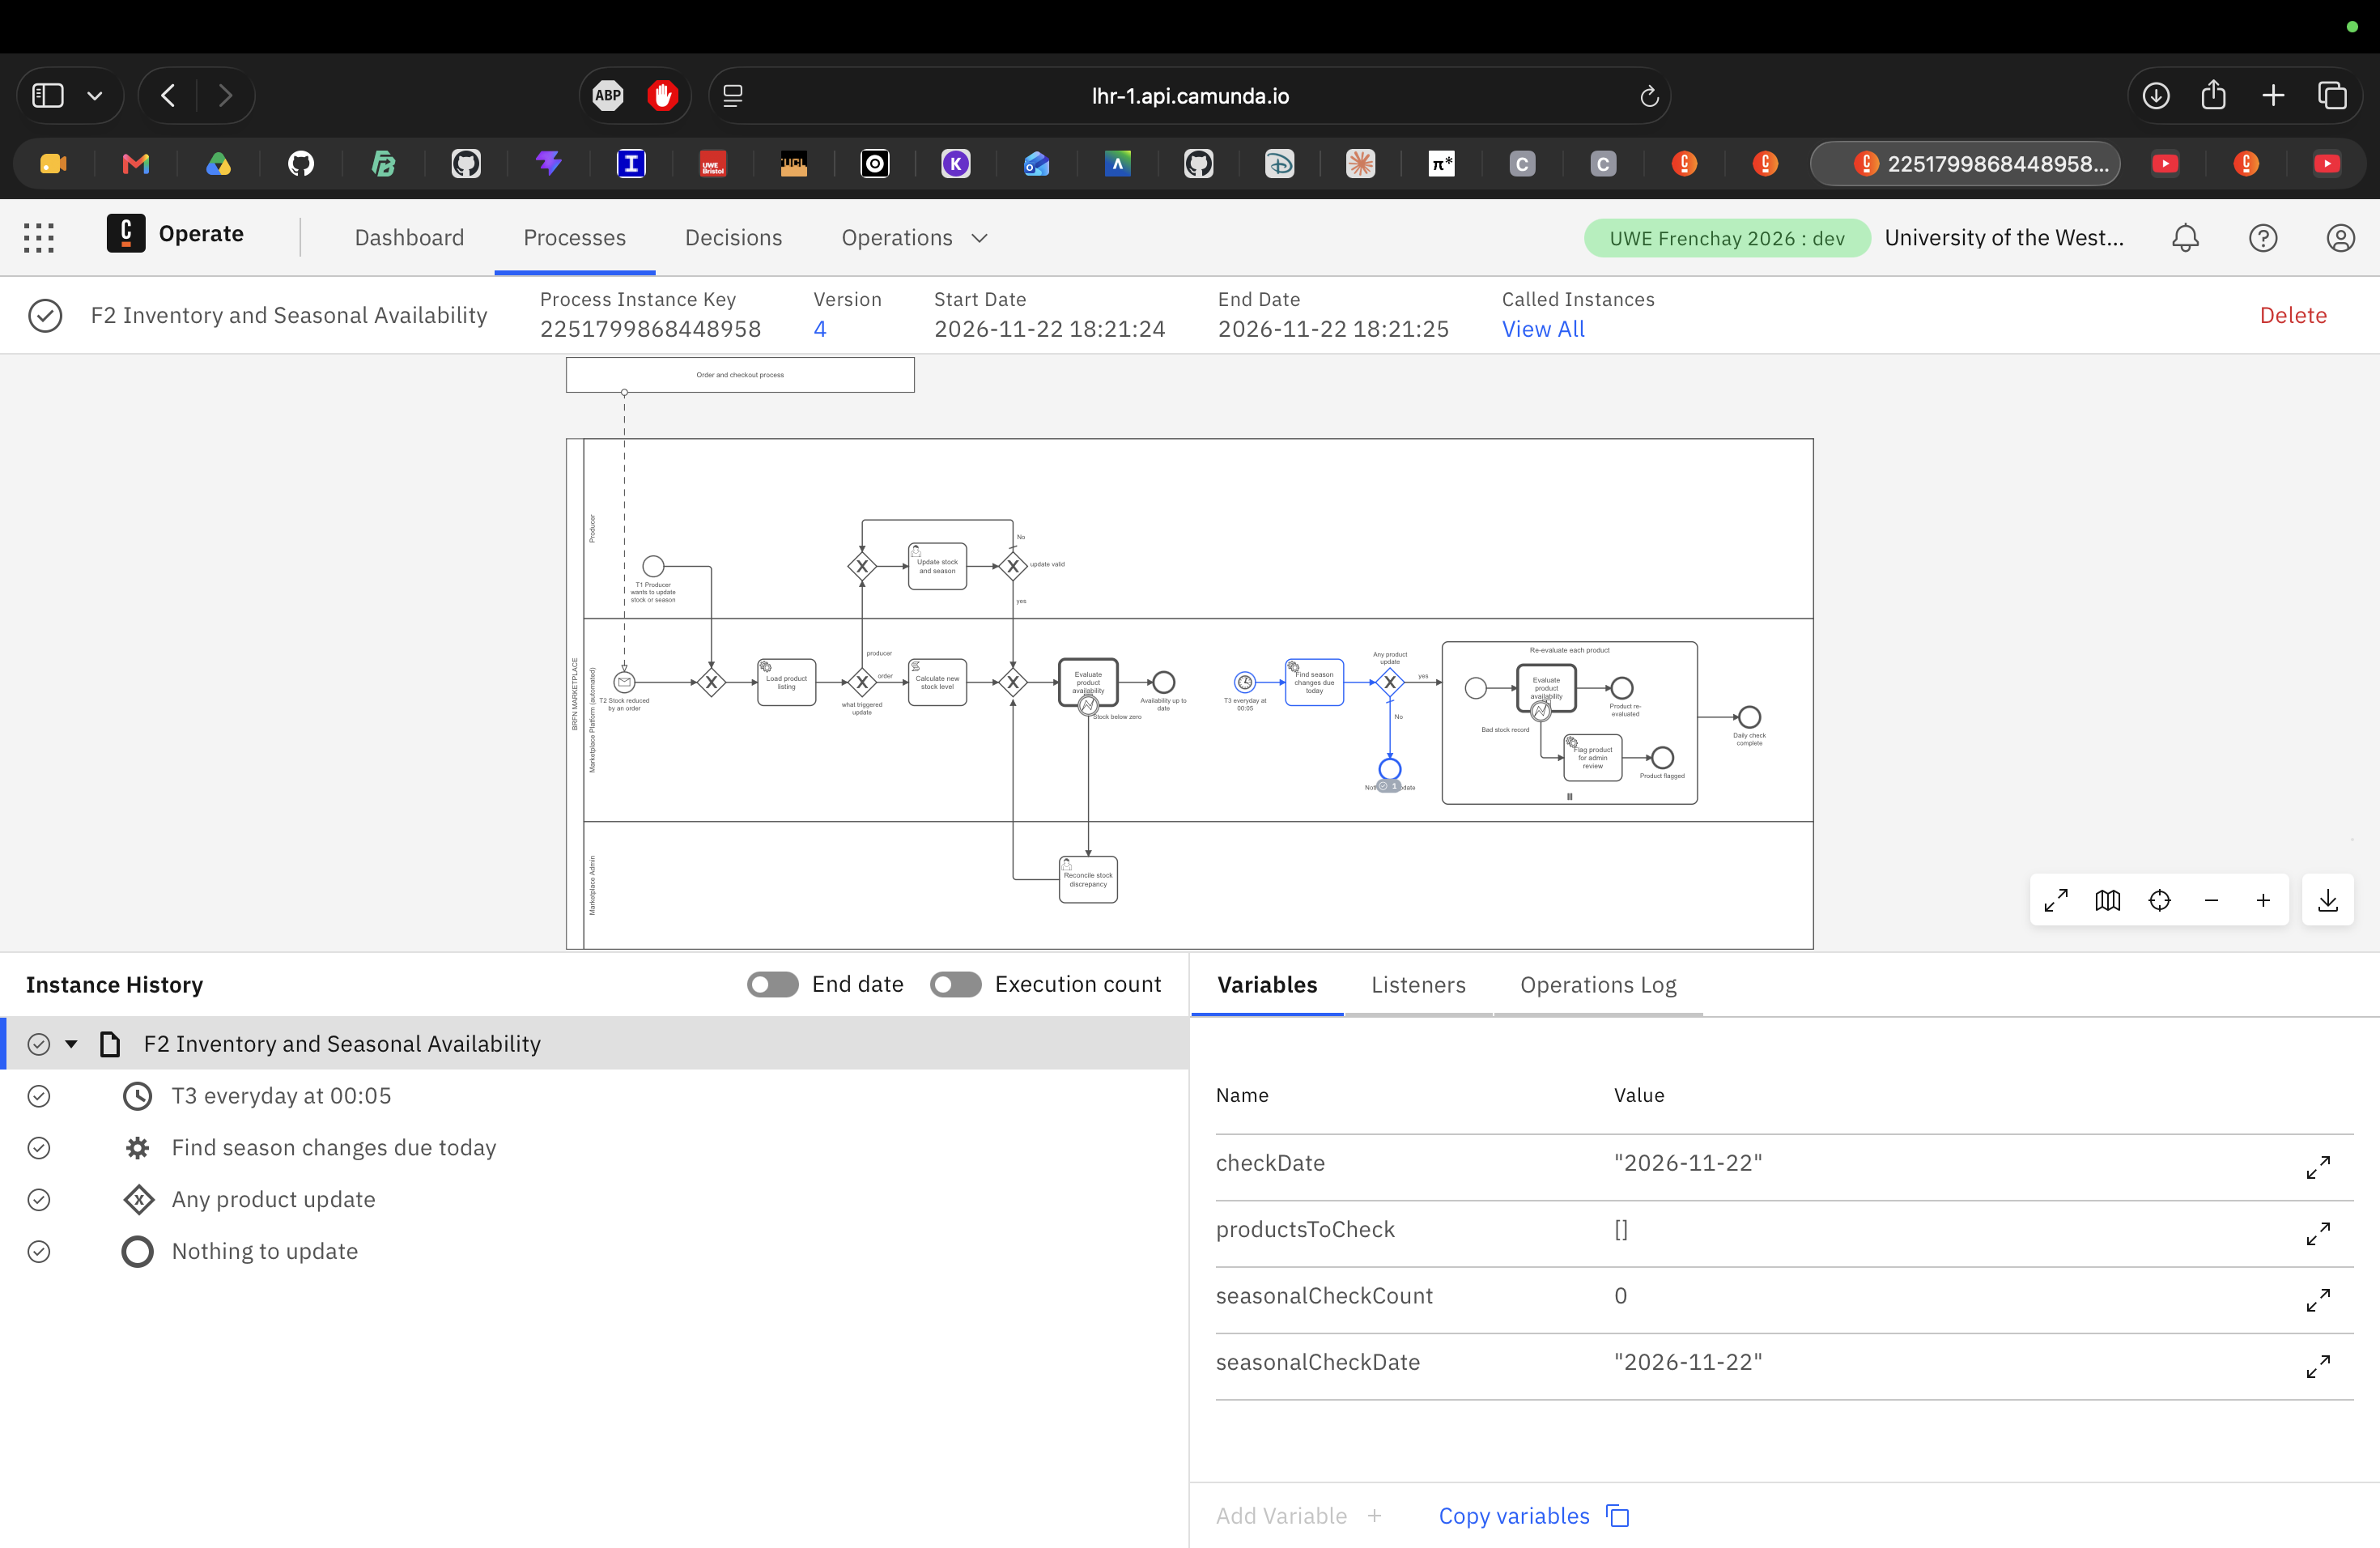 ABP
lhr-1.api.camunda.io
UWE Bristol
UCL
K
π*
C
C
2251799868448958...
Operate
Dashboard
Processes
Decisions
Operations
UWE Frenchay 2026 : dev
University of the West...
F2 Inventory and Seasonal Availability
Process Instance Key
2251799868448958
Version
4
Start Date
2026-11-22 18:21:24
End Date
2026-11-22 18:21:25
Called Instances
View All
Delete
Order and checkout process
BRFN MARKETPLACE
Producer
T1 Producer
wants to update
stock or season
Update stock
and season
No
update valid
yes
Marketplace Platform (automated)
T2 Stock reduced
by an order
Load product
listing
producer
order
what triggered
update
Calculate new
stock level
Evaluate
product
availability
Stock below zero
Availability up to
date
T3 everyday at
00:05
Find season
changes due
today
Any product
update
yes
No
1
Re-evaluate each product
Evaluate
product
availability
Product re-
evaluated
Bad stock record
Flag product
for admin
review
Product flagged
Daily check
complete
Marketplace Admin
Reconcile stock
discrepancy
Instance History
End date
Execution count
F2 Inventory and Seasonal Availability
T3 everyday at 00:05
Find season changes due today
Any product update
Nothing to update
Variables
Listeners
Operations Log
Name
Value
checkDate
"2026-11-22"
productsToCheck
[]
seasonalCheckCount
0
seasonalCheckDate
"2026-11-22"
Add Variable +
Copy variables